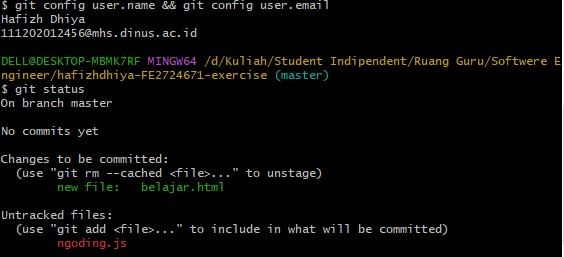 $ git config user.name && git config user.email
Hafizh Dhiya
111202012456@mhs.dinus.ac.id
DELL@DESKTOP-MBMK7RF MINGW64 /d/Kuliah/Student Indipendent/Ruang Guru/Softwere E
ngineer/hafizhdhiya-FE2724671-exercise (master)
$ git status
On branch master
No commits yet
Changes to be committed:
(use "git rm --cached <file>..." to unstage)
new file:   belajar.html
Untracked files:
(use "git add <file>..." to include in what will be committed)
ngoding.js